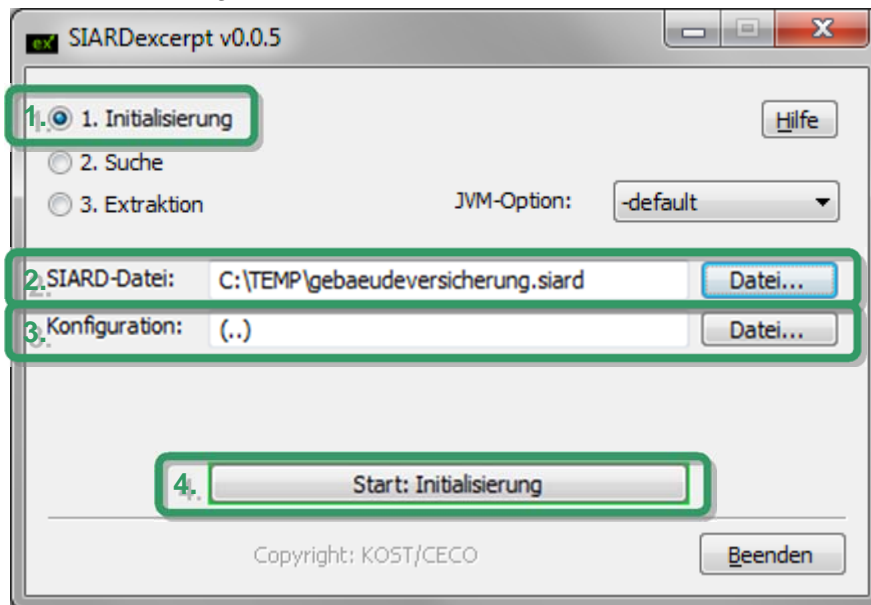 ex SIARDexcerpt v0.0.5
1. 1. Initialisierung Hilfe
2. Suche
3. Extraktion JVM-Option: -default
2. SIARD-Datei: C:\TEMP\gebaeudeversicherung.siard Datei...
3. Konfiguration: (..) Datei...
4. Start: Initialisierung
Copyright: KOST/CECO Beenden